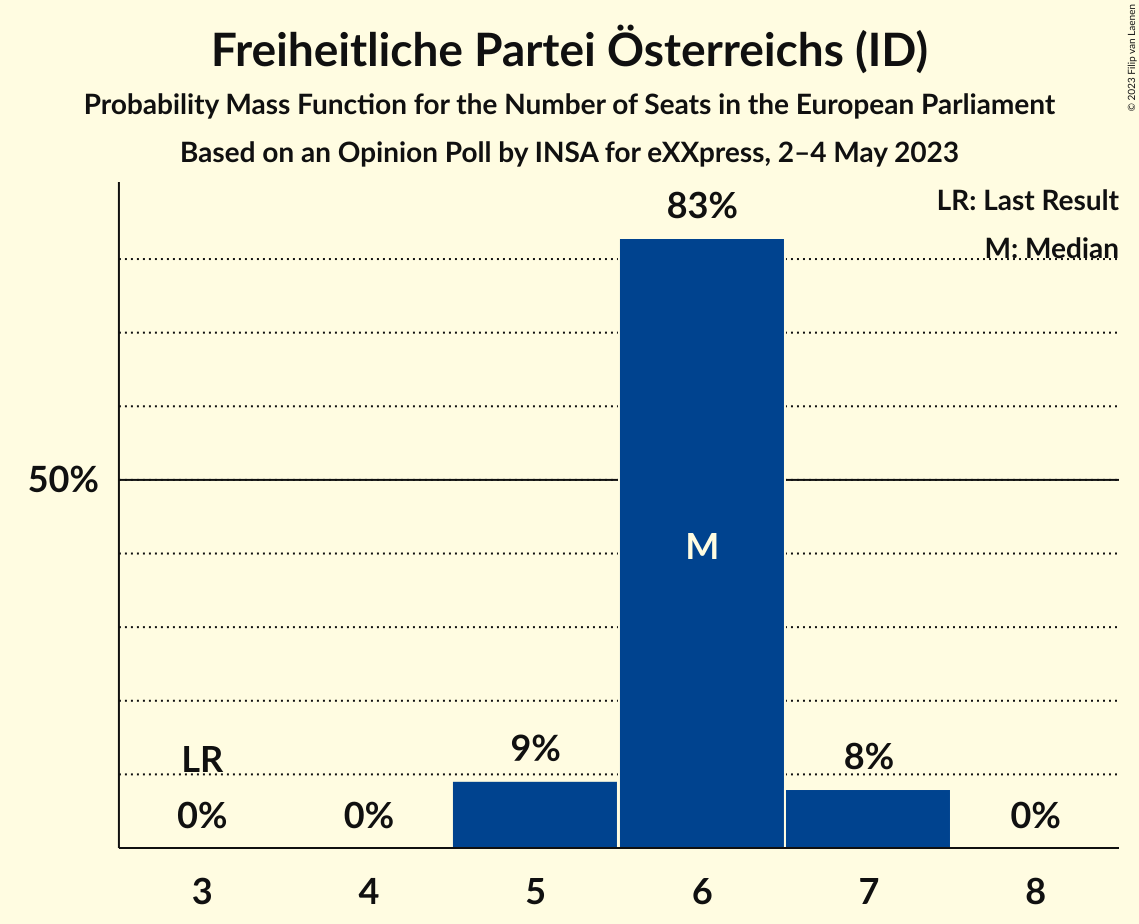 Freiheitliche Partei Österreichs (ID)
Probability Mass Function for the Number of Seats in the European Parliament
Based on an Opinion Poll by INSA for eXXpress, 2–4 May 2023
© 2023 Filip van Laenen
LR: Last Result
M: Median
83%
50%
M
LR
9%
8%
0%
0%
0%
3
4
5
6
7
8